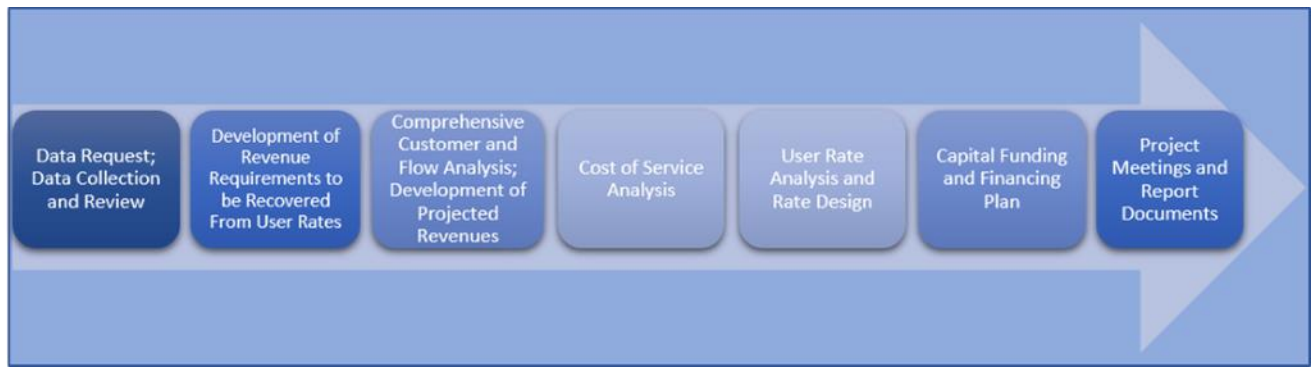 Data Request;
Data Collection
and Review
Development of
Revenue
Requirements to
be Recovered
From User Rates
Comprehensive
Customer and
Flow Analysis;
Development of
Projected
Revenues
Cost of Service
Analysis
User Rate
Analysis and
Rate Design
Capital Funding
and Financing
Plan
Project
Meetings and
Report
Documents